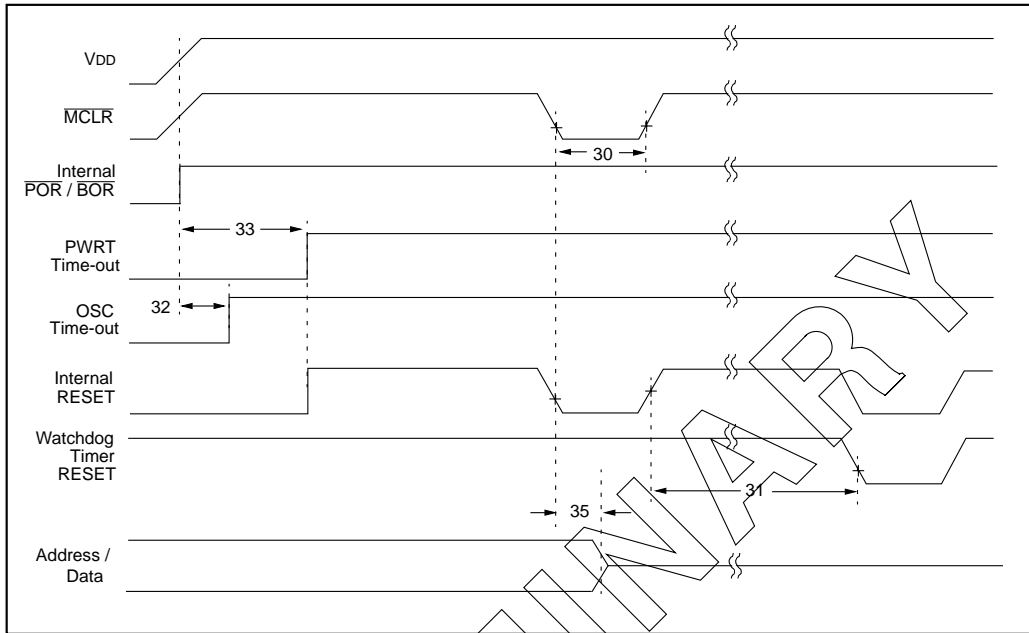 VDD
MCLR
30
Internal
POR / BOR
33
PWRT
Time-out
32
OSC
Time-out
Internal
RESET
Watchdog
Timer
RESET
31
35
Address /
Data